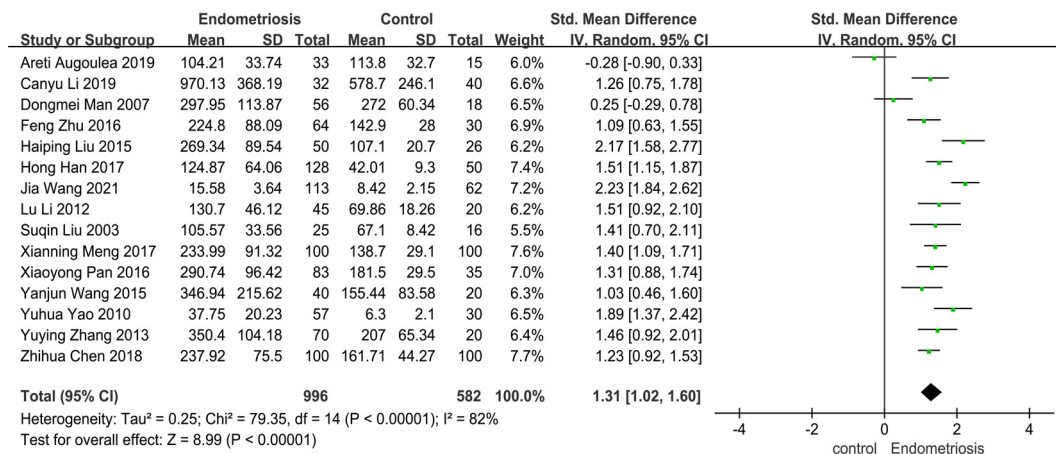 Endometriosis Control Std. Mean Difference Std. Mean Difference
Study or Subgroup Mean SD Total Mean SD Total Weight IV, Random, 95% CI IV, Random, 95% CI
Areti Augoulea 2019 104.21 33.74 33 113.8 32.7 15 6.0% -0.28 [-0.90, 0.33]
Canyu Li 2019 970.13 368.19 32 578.7 246.1 40 6.6% 1.26 [0.75, 1.78]
Dongmei Man 2007 297.95 113.87 56 272 60.34 18 6.5% 0.25 [-0.29, 0.78]
Feng Zhu 2016 224.8 88.09 64 142.9 28 30 6.9% 1.09 [0.63, 1.55]
Haiping Liu 2015 269.34 89.54 50 107.1 20.7 26 6.2% 2.17 [1.58, 2.77]
Hong Han 2017 124.87 64.06 128 42.01 9.3 50 7.4% 1.51 [1.15, 1.87]
Jia Wang 2021 15.58 3.64 113 8.42 2.15 62 7.2% 2.23 [1.84, 2.62]
Lu Li 2012 130.7 46.12 45 69.86 18.26 20 6.2% 1.51 [0.92, 2.10]
Suqin Liu 2003 105.57 33.56 25 67.1 8.42 16 5.5% 1.41 [0.70, 2.11]
Xianning Meng 2017 233.99 91.32 100 138.7 29.1 100 7.6% 1.40 [1.09, 1.71]
Xiaoyong Pan 2016 290.74 96.42 83 181.5 29.5 35 7.0% 1.31 [0.88, 1.74]
Yanjun Wang 2015 346.94 215.62 40 155.44 83.58 20 6.3% 1.03 [0.46, 1.60]
Yuhua Yao 2010 37.75 20.23 57 6.3 2.1 30 6.5% 1.89 [1.37, 2.42]
Yuying Zhang 2013 350.4 104.18 70 207 65.34 20 6.4% 1.46 [0.92, 2.01]
Zhihua Chen 2018 237.92 75.5 100 161.71 44.27 100 7.7% 1.23 [0.92, 1.53]
Total (95% CI) 996 582 100.0% 1.31 [1.02, 1.60]
Heterogeneity: Tau² = 0.25; Chi² = 79.35, df = 14 (P < 0.00001); I² = 82%
Test for overall effect: Z = 8.99 (P < 0.00001)
-4 -2 0 2 4
control Endometriosis